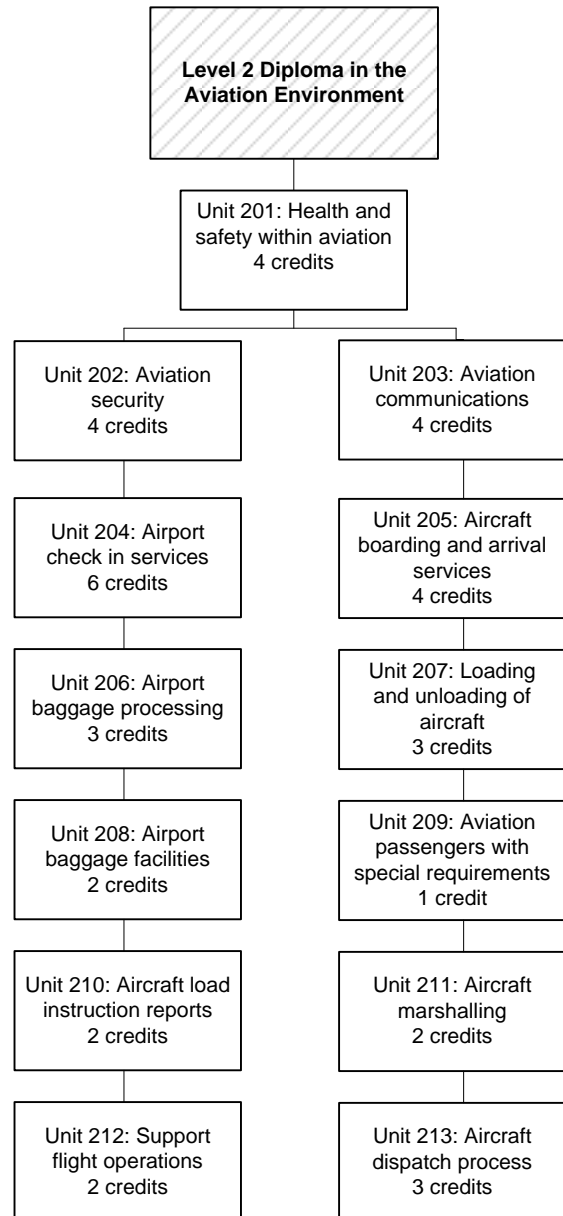 Level 2 Diploma in the
Aviation Environment
Unit 201: Health and
safety within aviation
4 credits
Unit 202: Aviation
security
4 credits
Unit 203: Aviation
communications
4 credits
Unit 204: Airport
check in services
6 credits
Unit 205: Aircraft
boarding and arrival
services
4 credits
Unit 206: Airport
baggage processing
3 credits
Unit 207: Loading
and unloading of
aircraft
3 credits
Unit 208: Airport
baggage facilities
2 credits
Unit 209: Aviation
passengers with
special requirements
1 credit
Unit 210: Aircraft load
instruction reports
2 credits
Unit 211: Aircraft
marshalling
2 credits
Unit 212: Support
flight operations
2 credits
Unit 213: Aircraft
dispatch process
3 credits